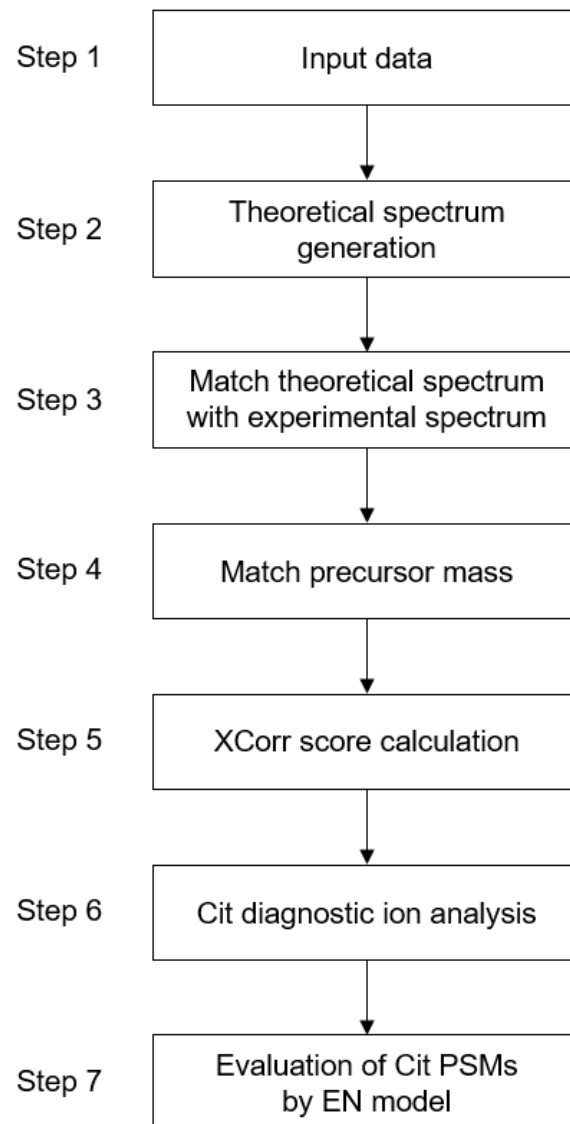 Step 1
Input data
Step 2
Theoretical spectrum
generation
Step 3
Match theoretical spectrum
with experimental spectrum
Step 4
Match precursor mass
Step 5
XCorr score calculation
Step 6
Cit diagnostic ion analysis
Step 7
Evaluation of Cit PSMs
by EN model